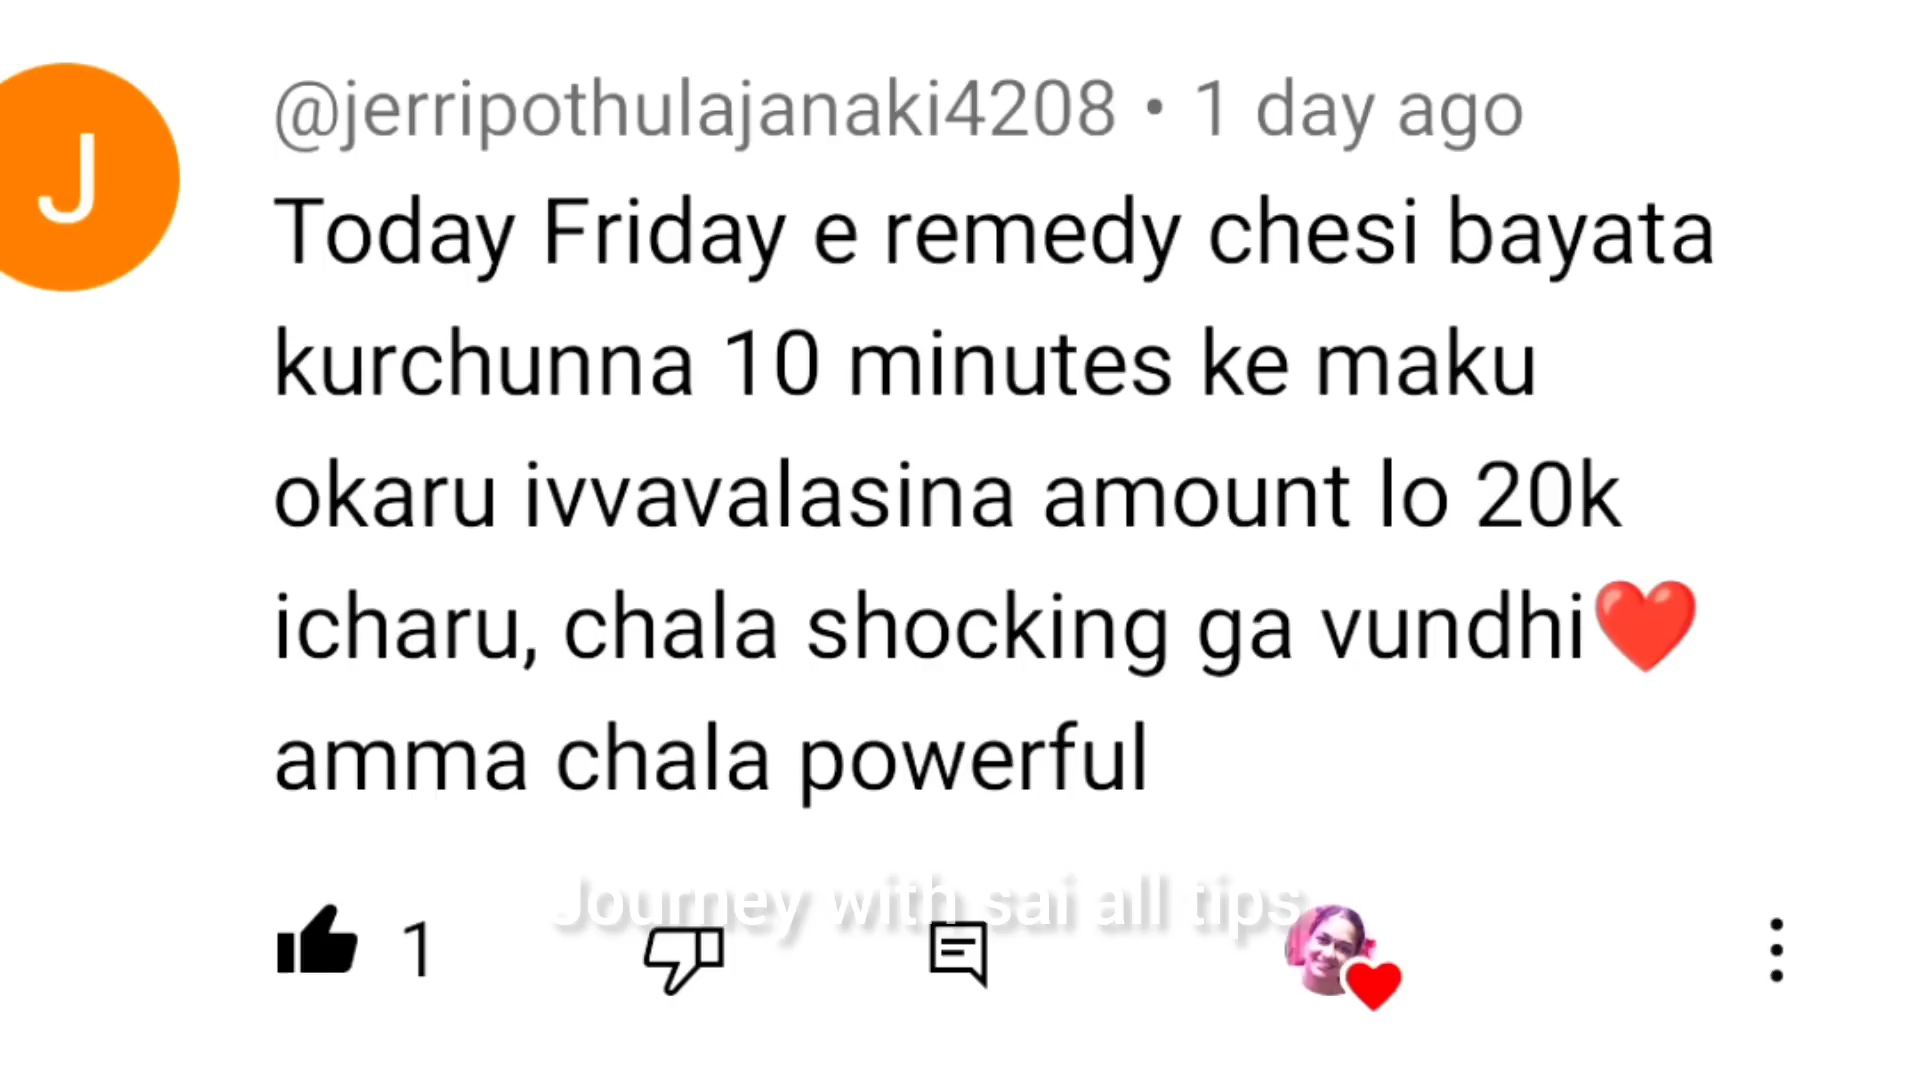 J
@jerripothulajanaki4208 • 1 day ago
Today Friday e remedy chesi bayata
kurchunna 10 minutes ke maku
okaru ivvavalasina amount lo 20k
icharu, chala shocking ga vundhi❤️
amma chala powerful
Journey with sai all tips
1